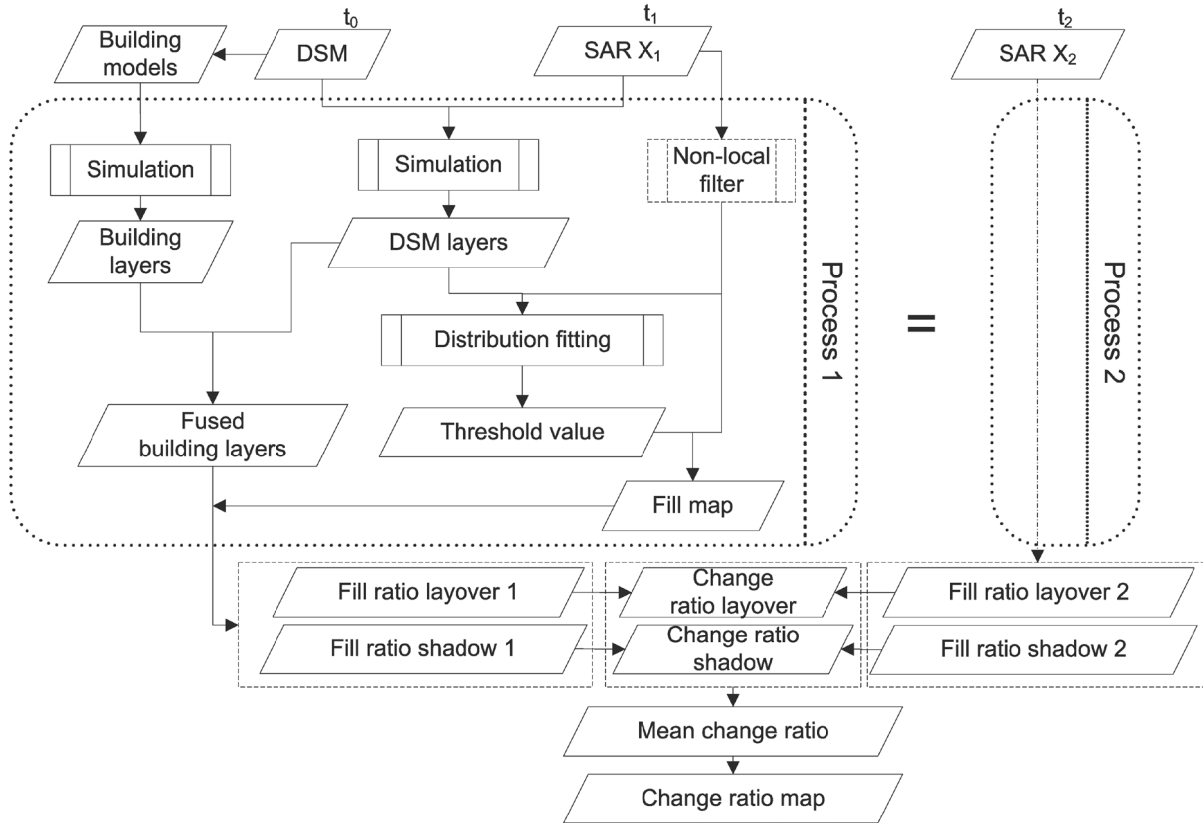 t₀
t₁
t₂
Building
models
DSM
SAR X₁
SAR X₂
Simulation
Simulation
Non-local
filter
Building
layers
DSM layers
Process 1
=
Process 2
Distribution fitting
Fused
building layers
Threshold value
Fill map
Fill ratio layover 1
Change
ratio layover
Fill ratio layover 2
Fill ratio shadow 1
Change ratio
shadow
Fill ratio shadow 2
Mean change ratio
Change ratio map